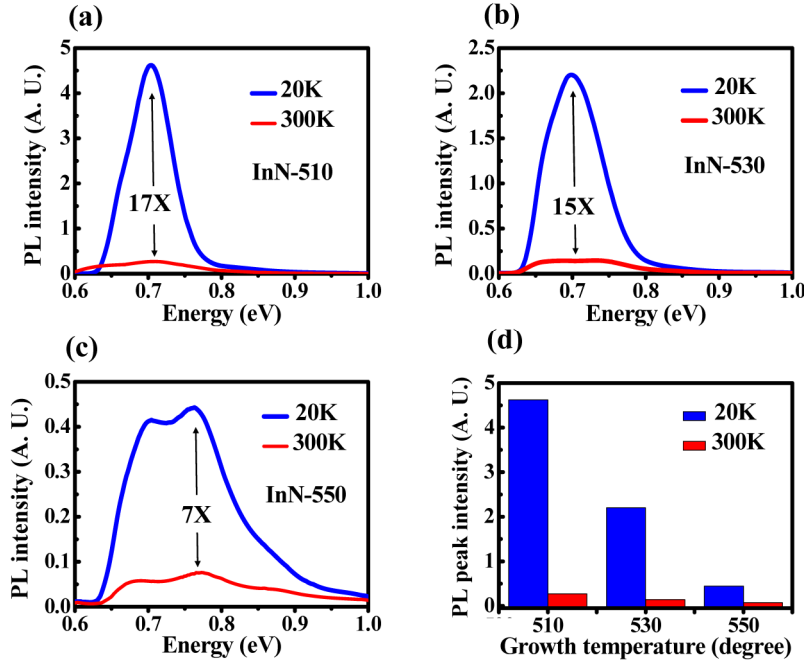 (a)
PL intensity (A. U.)
5
4
3
2
1
0
20K
300K
InN-510
17X
0.6 0.7 0.8 0.9 1.0
Energy (eV)
(b)
PL intensity (A. U.)
2.5
2.0
1.5
1.0
0.5
0.0
20K
300K
InN-530
15X
0.6 0.7 0.8 0.9 1.0
Energy (eV)
(c)
PL intensity (A. U.)
0.5
0.4
0.3
0.2
0.1
0.0
20K
300K
InN-550
7X
0.6 0.7 0.8 0.9 1.0
Energy (eV)
(d)
PL peak intensity (A. U.)
5
4
3
2
1
0
20K
300K
510 530 550
Growth temperature (degree)